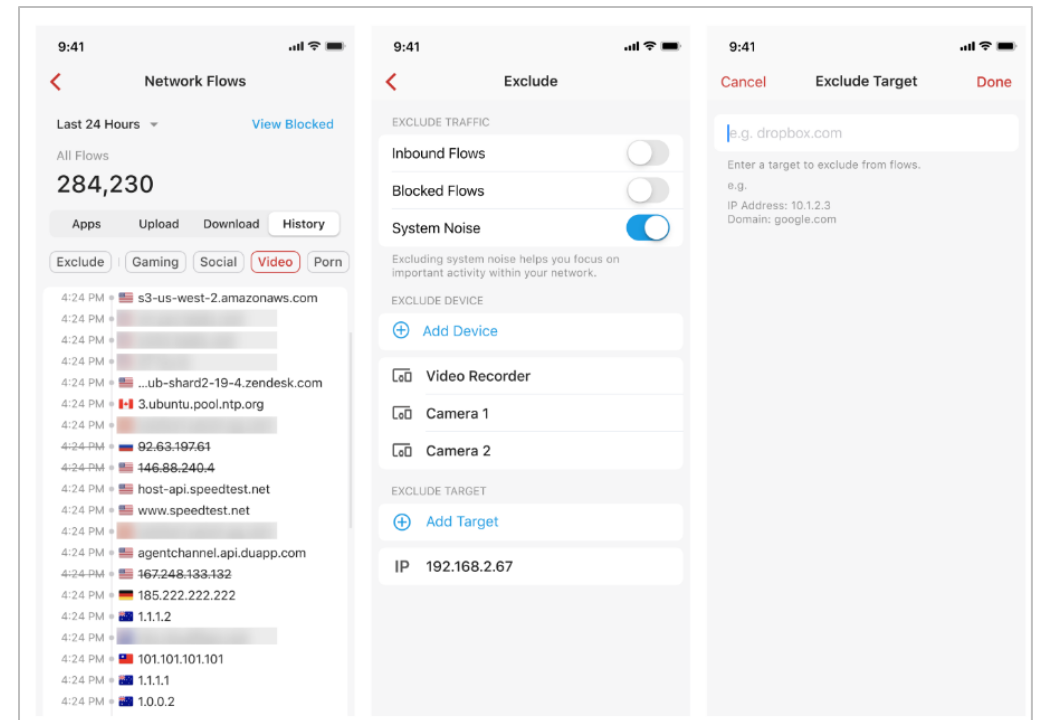 9:41
Network Flows
Last 24 Hours
View Blocked
All Flows
284,230
Apps Upload Download History
Exclude Gaming Social Video Porn
4:24 PM s3-us-west-2.amazonaws.com
4:24 PM
4:24 PM
4:24 PM
4:24 PM ...ub-shard2-19-4.zendesk.com
4:24 PM 3.ubuntu.pool.ntp.org
4:24 PM
4:24 PM 92.63.197.61
4:24 PM 146.88.240.4
4:24 PM host-api.speedtest.net
4:24 PM www.speedtest.net
4:24 PM
4:24 PM agentchannel.api.duapp.com
4:24 PM 167.248.133.132
4:24 PM 185.222.222.222
4:24 PM 1.1.1.2
4:24 PM
4:24 PM 101.101.101.101
4:24 PM 1.1.1.1
4:24 PM 1.0.0.2
9:41
Exclude
EXCLUDE TRAFFIC
Inbound Flows
Blocked Flows
System Noise
Excluding system noise helps you focus on
important activity within your network.
EXCLUDE DEVICE
Add Device
Video Recorder
Camera 1
Camera 2
EXCLUDE TARGET
Add Target
IP 192.168.2.67
9:41
Cancel Exclude Target Done
e.g. dropbox.com
Enter a target to exclude from flows.
e.g.
IP Address: 10.1.2.3
Domain: google.com